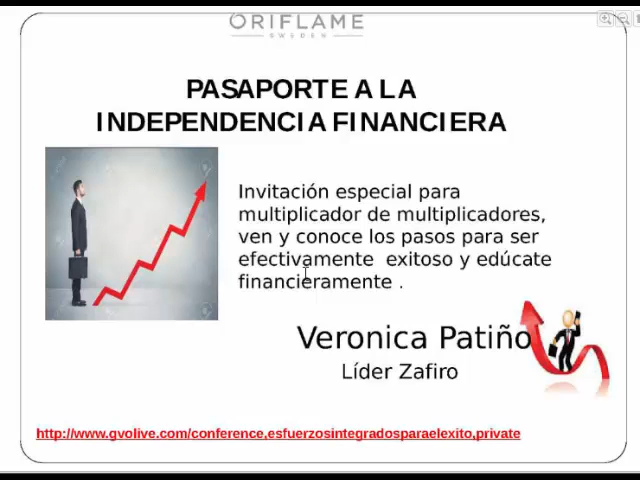 ORIFLAME
SWEDEN
PASAPORTE A LA
INDEPENDENCIA FINANCIERA
Invitación especial para
multiplicador de multiplicadores,
ven y conoce los pasos para ser
efectivamente exitoso y edúcate
financieramente .
Veronica Patiño
Líder Zafiro
http://www.gvolive.com/conference,esfuerzosintegradosparaelexito,private